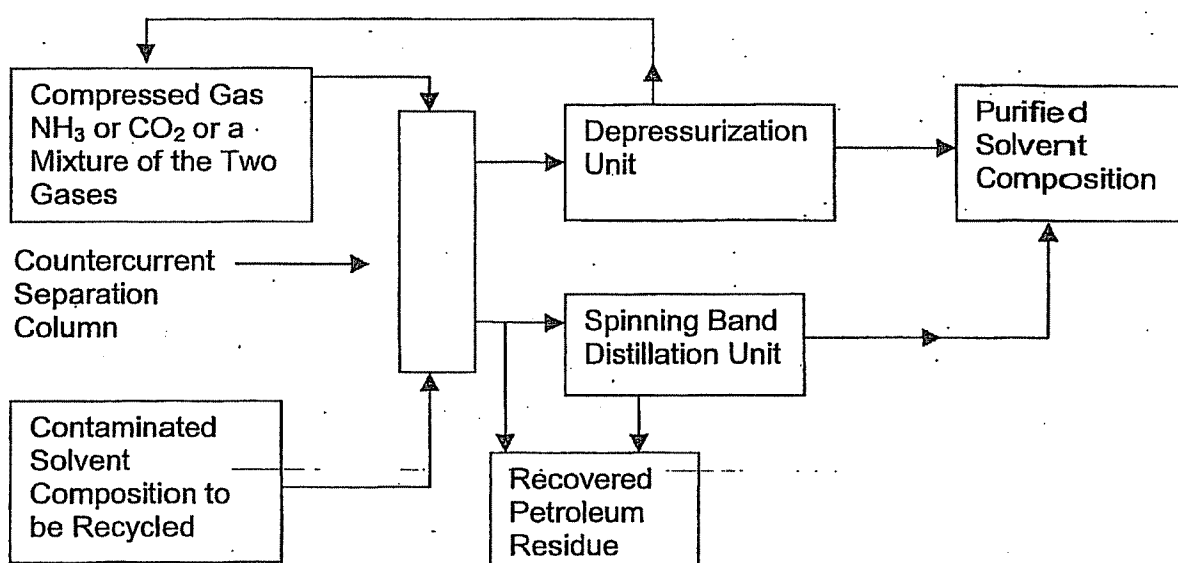 Compressed Gas
NH₃ or CO₂ or a
Mixture of the Two
Gases
Depressurization
Unit
Purified
Solvent
Composition
Countercurrent
Separation
Column
Spinning Band
Distillation Unit
Contaminated
Solvent
Composition to
be Recycled
Recovered
Petroleum
Residue